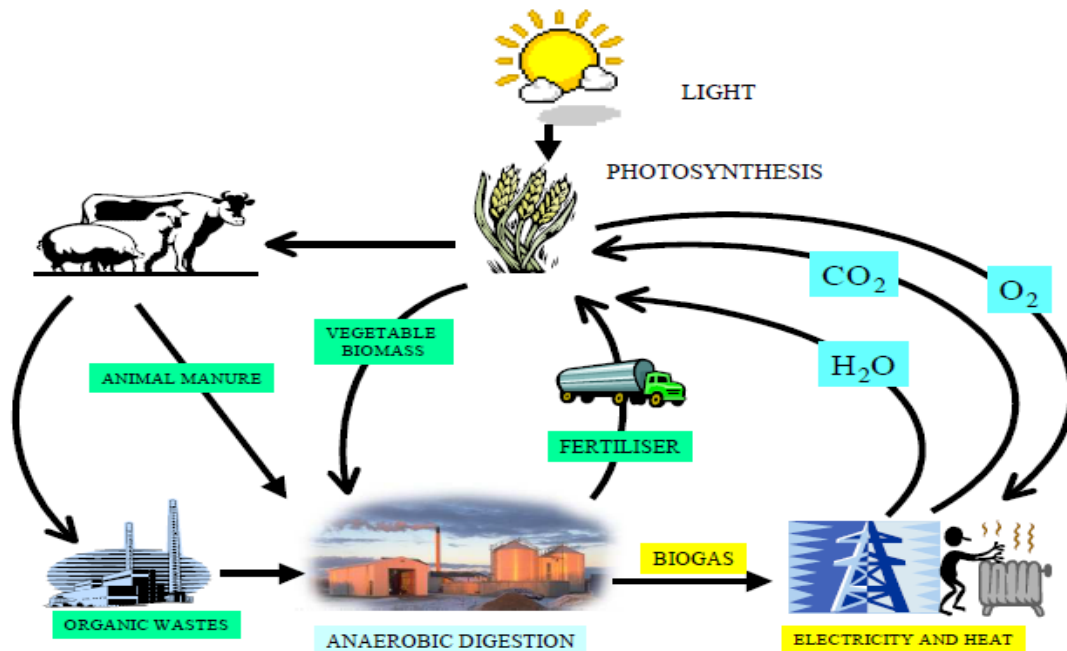 LIGHT
PHOTOSYNTHESIS
CO2
O2
VEGETABLE
BIOMASS
H2O
ANIMAL MANURE
FERTILISER
BIOGAS
ORGANIC WASTES
ANAEROBIC DIGESTION
ELECTRICITY AND HEAT